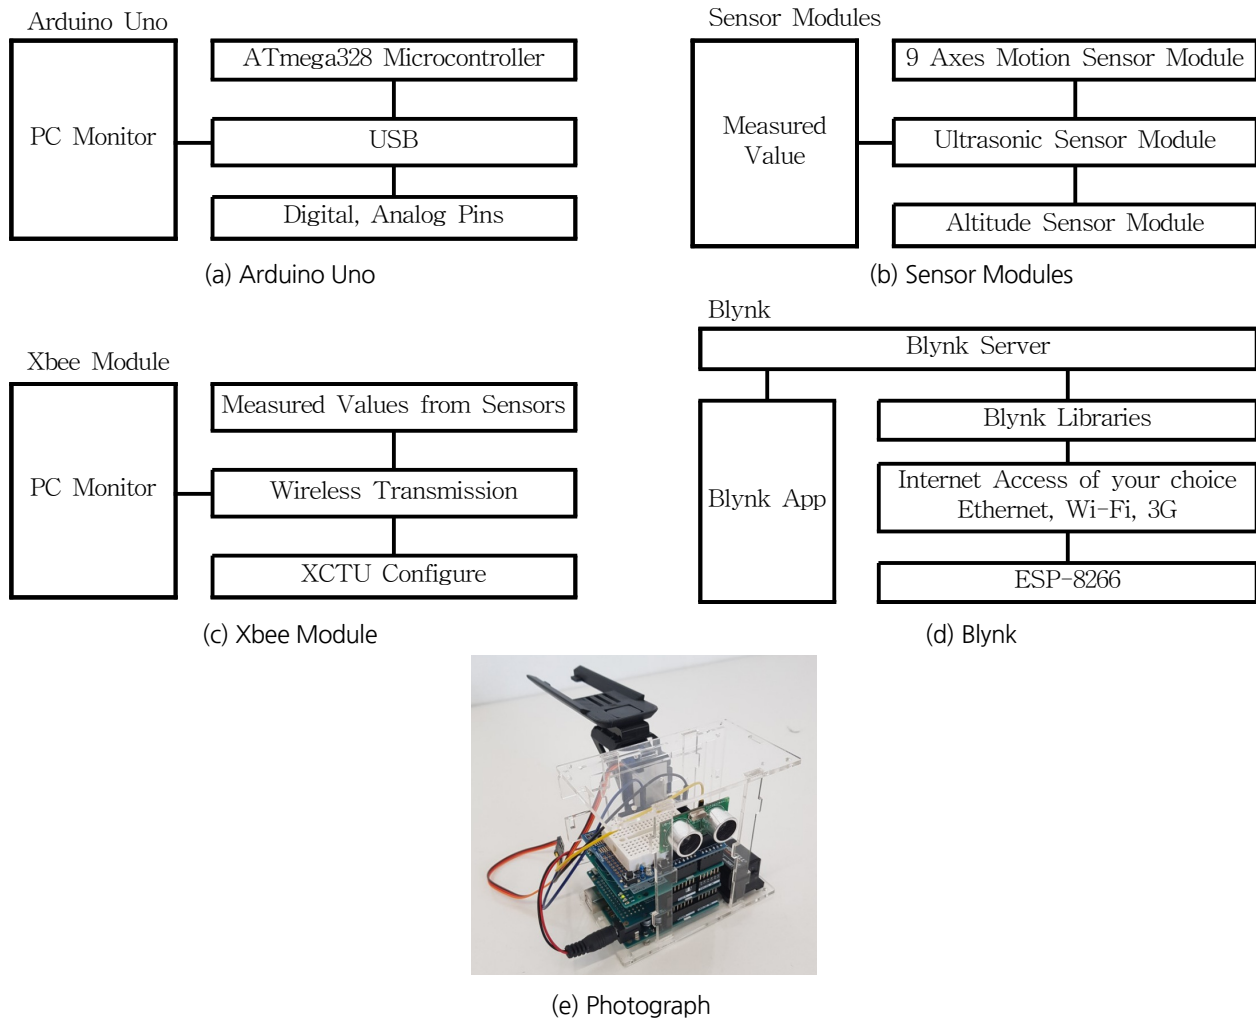 Arduino Uno
ATmega328 Microcontroller
PC Monitor
USB
Digital, Analog Pins
(a) Arduino Uno
Sensor Modules
9 Axes Motion Sensor Module
Measured
Value
Ultrasonic Sensor Module
Altitude Sensor Module
(b) Sensor Modules
Xbee Module
Measured Values from Sensors
PC Monitor
Wireless Transmission
XCTU Configure
(c) Xbee Module
Blynk
Blynk Server
Blynk App
Blynk Libraries
Internet Access of your choice
Ethernet, Wi-Fi, 3G
ESP-8266
(d) Blynk
(e) Photograph